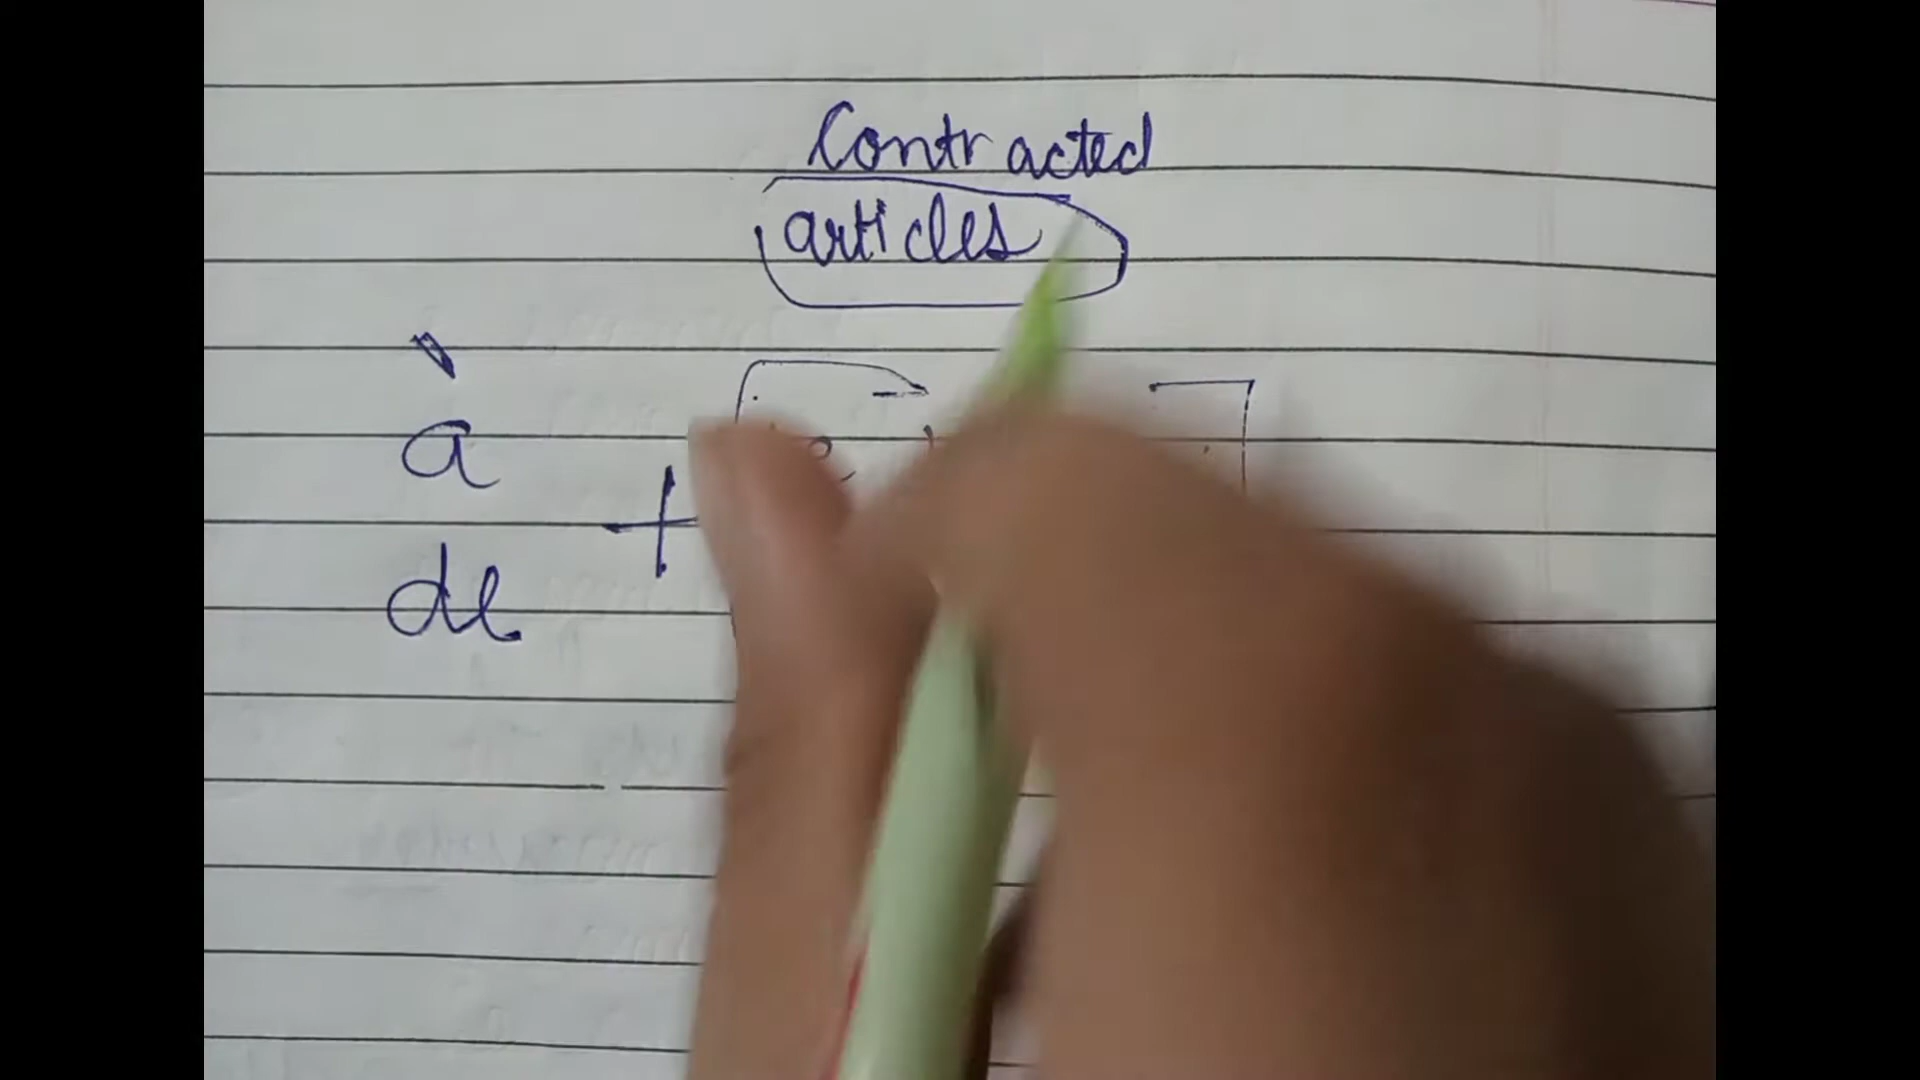 Contracted
articles
à
+
de